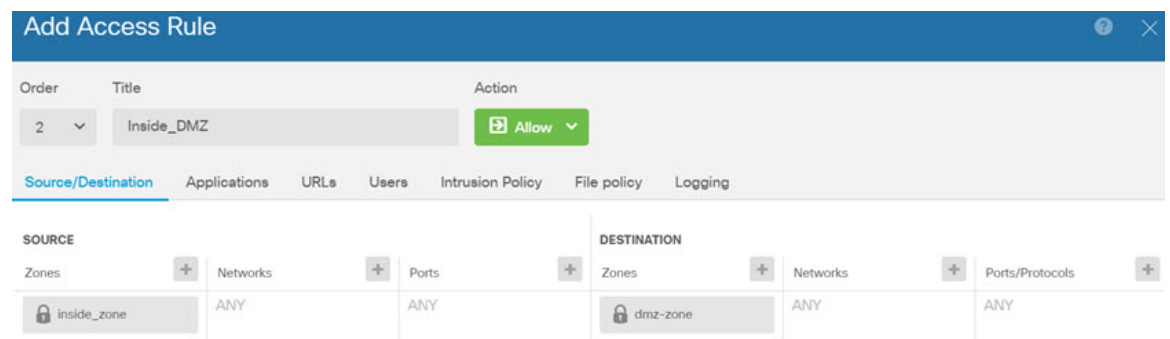 Add Access Rule
Order Title Action
2 Inside_DMZ Allow
Source/Destination Applications URLs Users Intrusion Policy File policy Logging
SOURCE DESTINATION
Zones + Networks + Ports + Zones + Networks + Ports/Protocols +
inside_zone ANY ANY dmz-zone ANY ANY